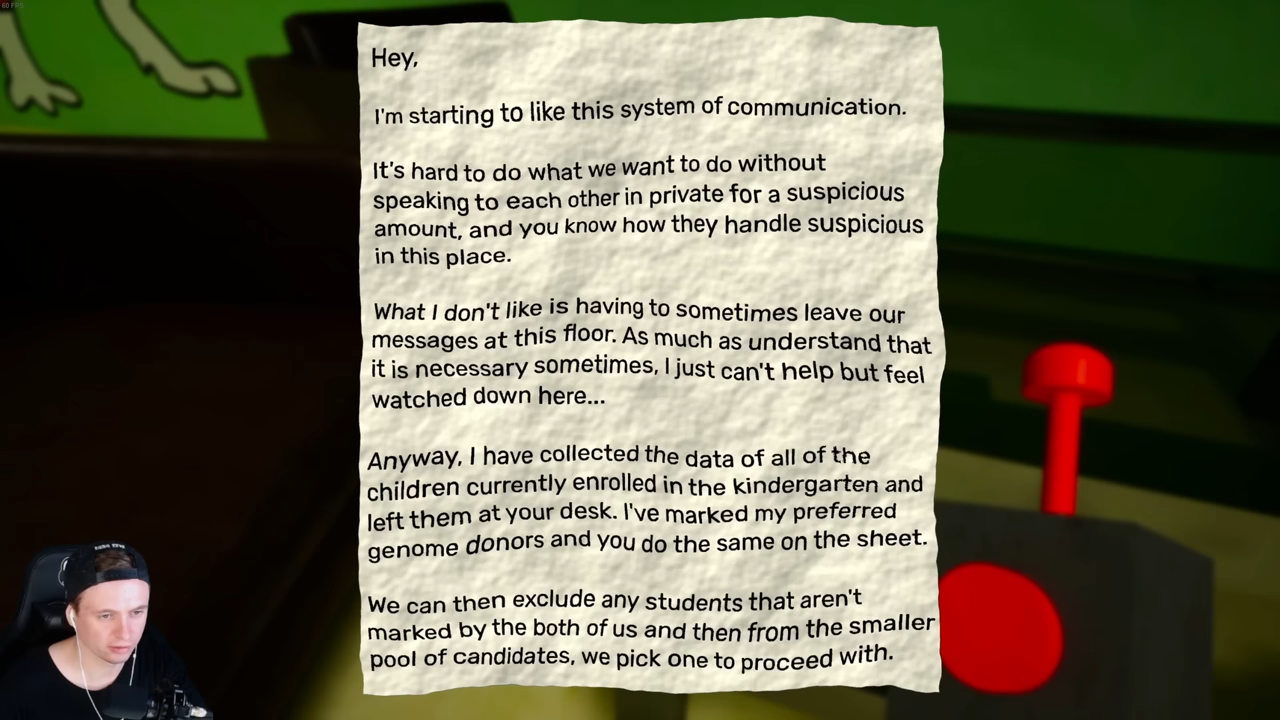 60 FPS
Hey,
I'm starting to like this system of communication.
It's hard to do what we want to do without
speaking to each other in private for a suspicious
amount, and you know how they handle suspicious
in this place.
What I don't like is having to sometimes leave our
messages at this floor. As much as understand that
it is necessary sometimes, I just can't help but feel
watched down here...
Anyway, I have collected the data of all of the
children currently enrolled in the kindergarten and
left them at your desk. I've marked my preferred
genome donors and you do the same on the sheet.
We can then exclude any students that aren't
marked by the both of us and then from the smaller
pool of candidates, we pick one to proceed with.